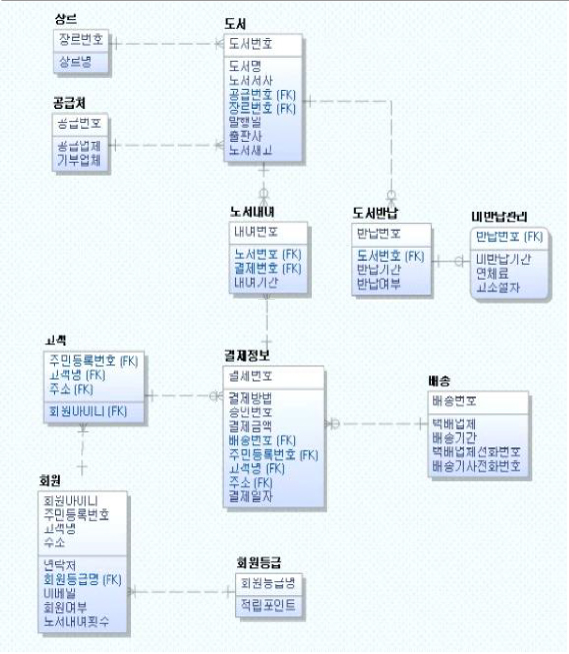 장르
장르번호
장르명
공급처
공급번호
공급업체
기부업체
도서
도서번호
도서명
도서저자
공급번호 (FK)
장르번호 (FK)
발행일
출판사
도서재고
도서대여
대여번호
도서번호 (FK)
결제번호 (FK)
대여기간
도서반납
반납번호
도서번호 (FK)
반납기간
반납여부
미반납관리
반납번호 (FK)
미반납기간
연체료
고소절차
고객
주민등록번호 (FK)
고객명 (FK)
주소 (FK)
회원아이디 (FK)
결제정보
결제번호
결제방법
승인번호
결제금액
배송번호 (FK)
주민등록번호 (FK)
고객명 (FK)
주소 (FK)
결제일자
배송
배송번호
택배업체
배송기간
택배업체전화번호
배송기사전화번호
회원
회원아이디
주민등록번호
고객명
주소
연락처
회원등급명 (FK)
이메일
회원여부
도서대여횟수
회원등급
회원등급명
적립포인트